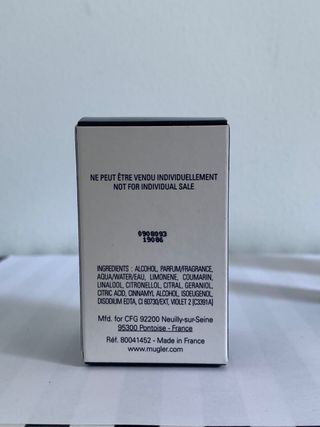 NE PEUT ÊTRE VENDU INDIVIDUELLEMENT
NOT FOR INDIVIDUAL SALE
0908093
19086
INGREDIENTS : ALCOHOL, PARFUM/FRAGRANCE,
AQUA/WATER/EAU, LIMONENE, COUMARIN,
LINALOOL, CITRONELLOL, CITRAL, GERANIOL,
CITRIC ACID, CINNAMYL ALCOHOL, ISOEUGENOL,
DISODIUM EDTA, CI 60730/EXT. VIOLET 2 [C3391A]
Mfd. for CFG 92200 Neuilly-sur-Seine
95300 Pontoise - France
Réf. 80041452 - Made in France
www.mugler.com